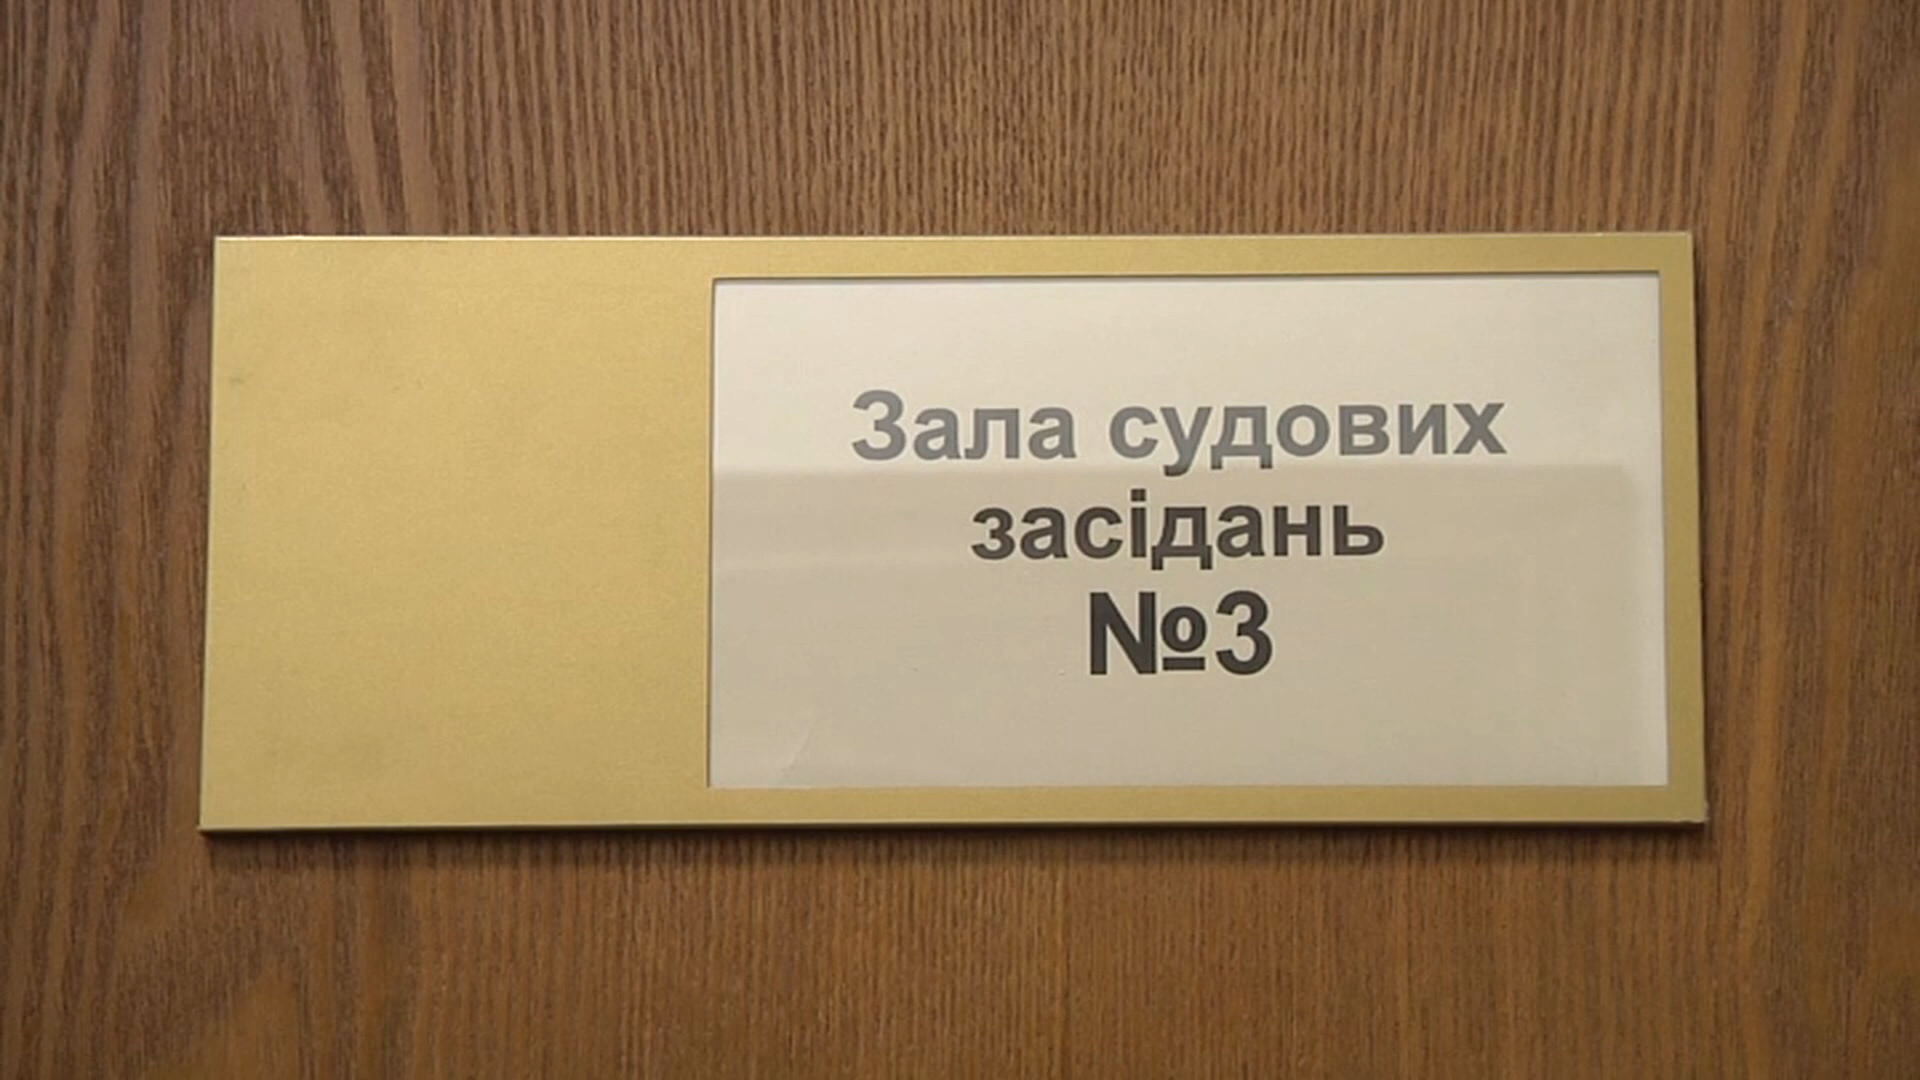 Зала судових
засідань
№3